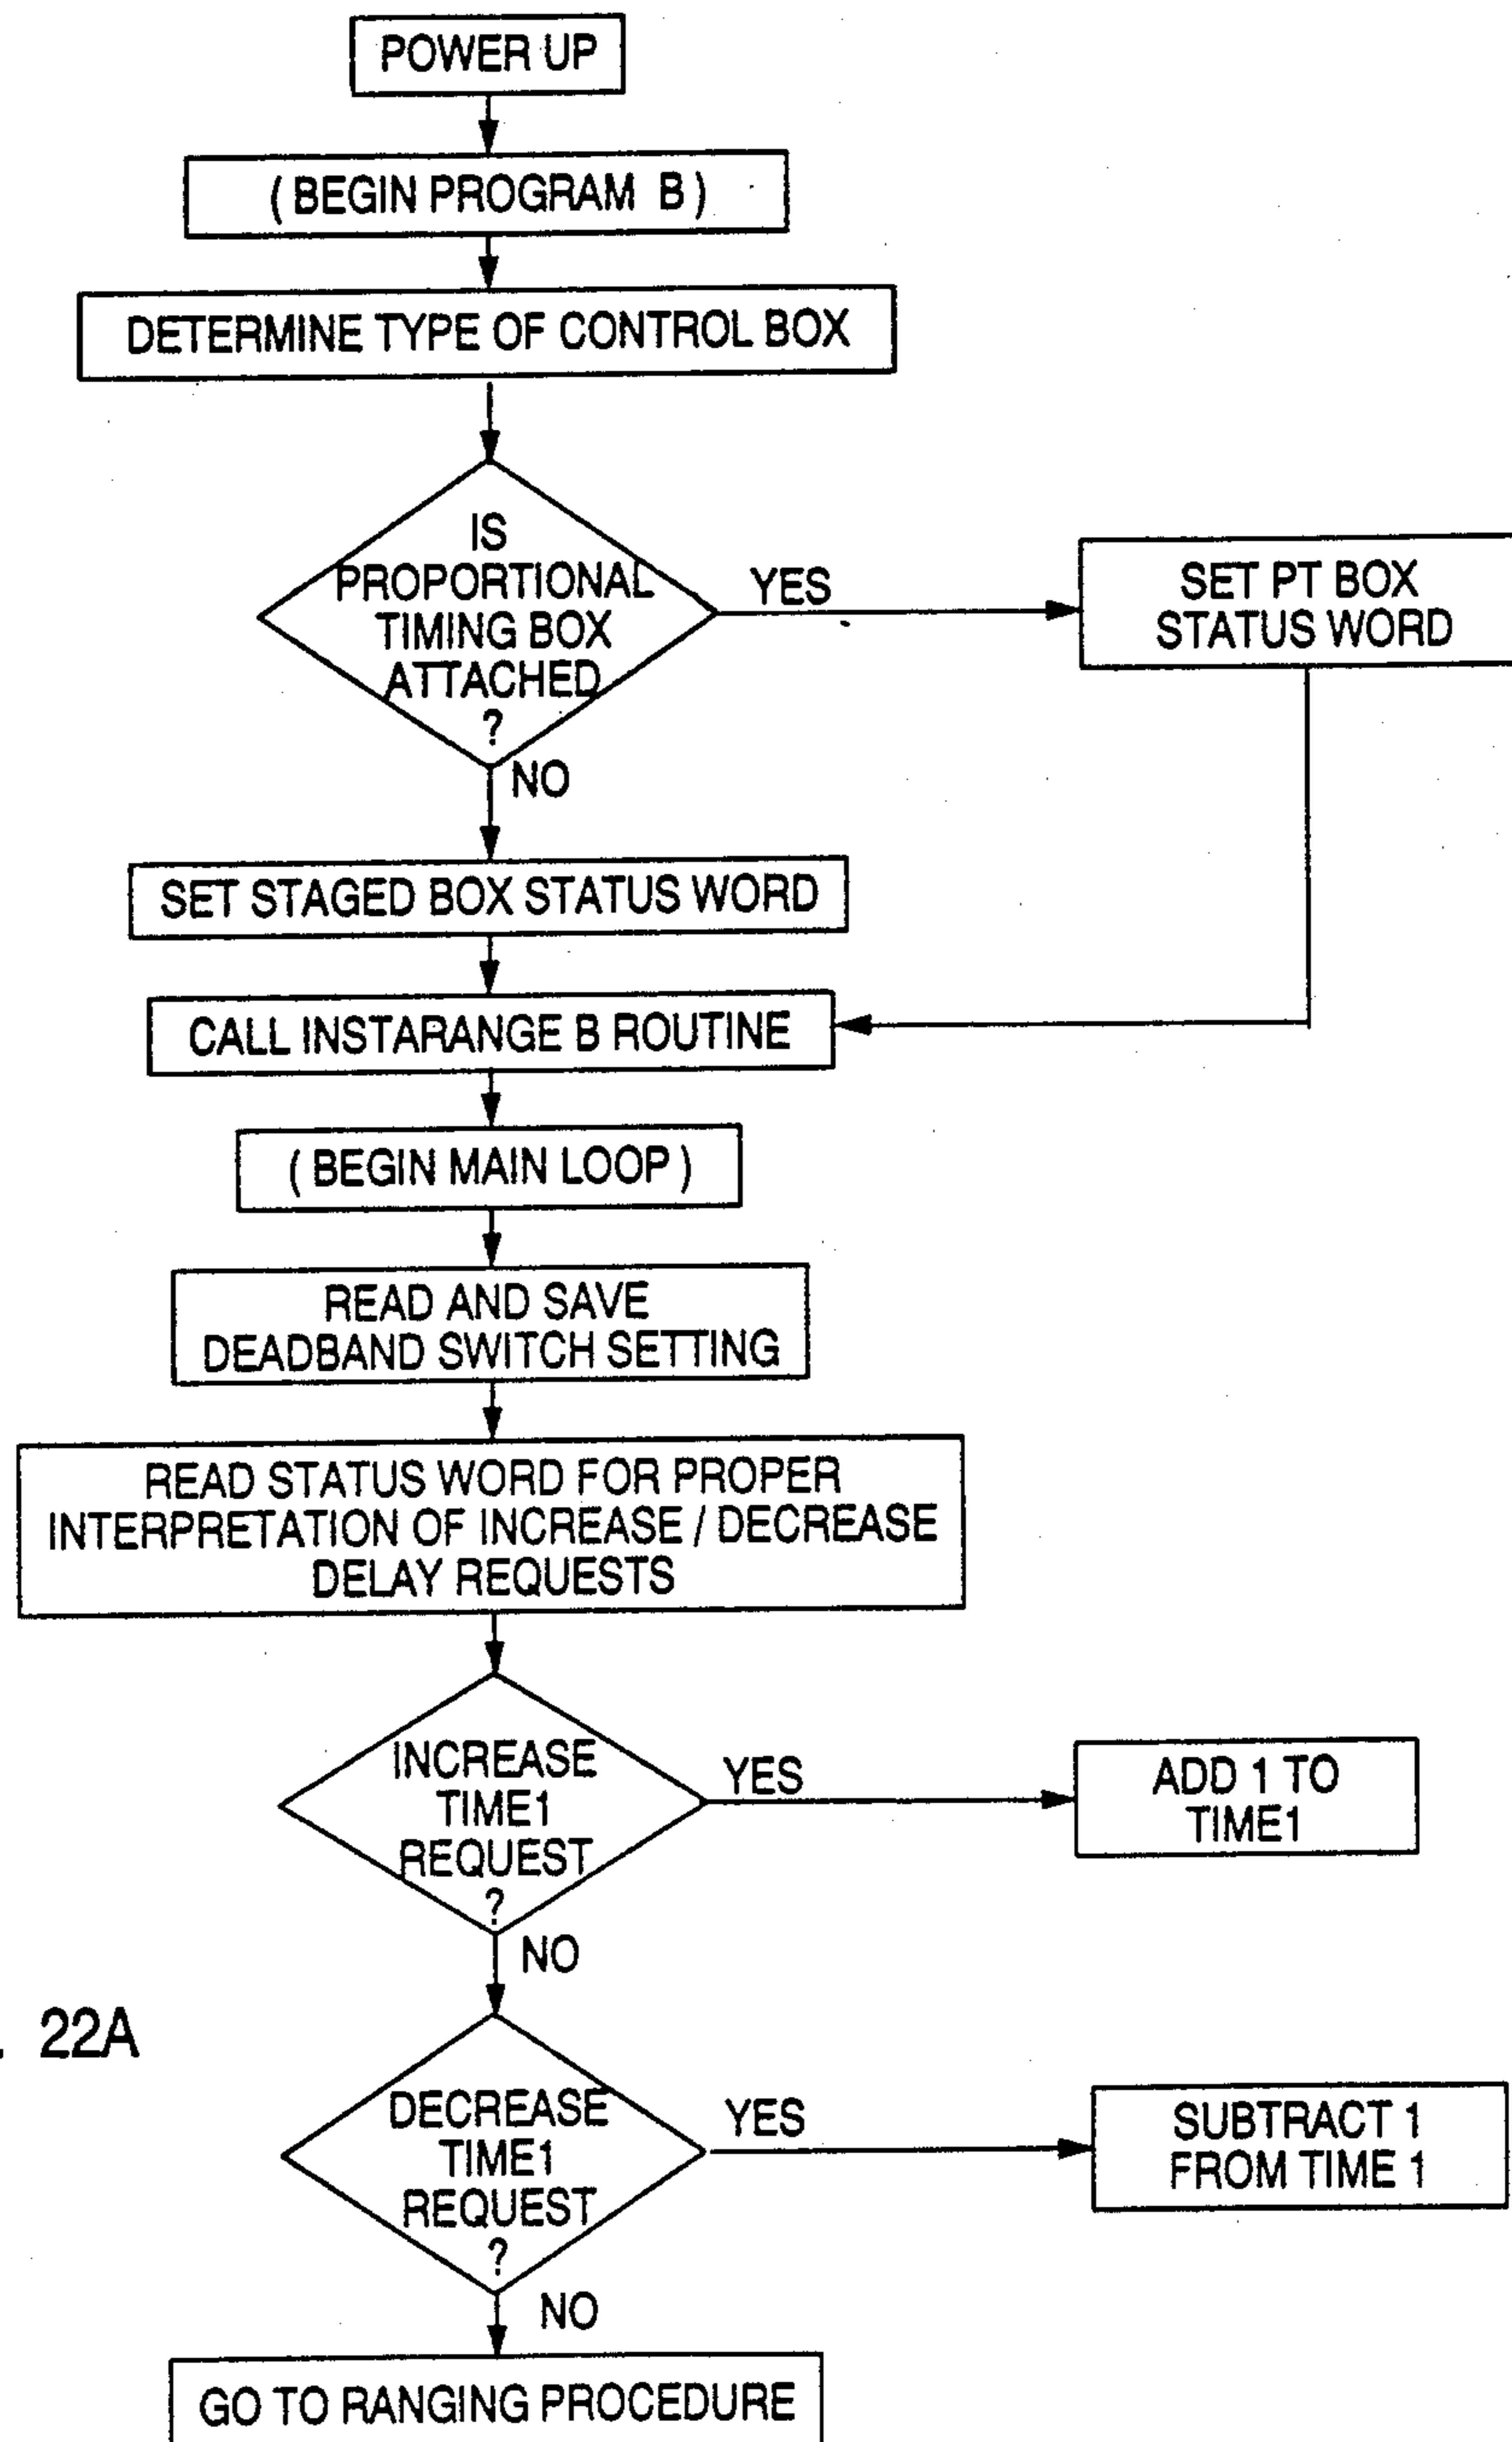 POWER UP
( BEGIN PROGRAM B )
DETERMINE TYPE OF CONTROL BOX
IS
PROPORTIONAL
TIMING BOX
ATTACHED
?
YES
SET PT BOX
STATUS WORD
NO
SET STAGED BOX STATUS WORD
CALL INSTARANGE B ROUTINE
( BEGIN MAIN LOOP )
READ AND SAVE
DEADBAND SWITCH SETTING
READ STATUS WORD FOR PROPER
INTERPRETATION OF INCREASE / DECREASE
DELAY REQUESTS
INCREASE
TIME1
REQUEST
?
YES
ADD 1 TO
TIME1
NO
22A
DECREASE
TIME1
REQUEST
?
YES
SUBTRACT 1
FROM TIME 1
NO
GO TO RANGING PROCEDURE